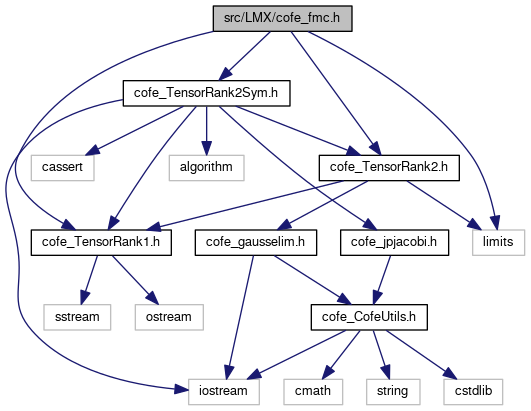 src/LMX/cofe_fmc.h
cofe_TensorRank2Sym.h
cassert
algorithm
cofe_TensorRank2.h
cofe_TensorRank1.h
cofe_gausselim.h
cofe_jpjacobi.h
limits
sstream
ostream
cofe_CofeUtils.h
iostream
cmath
string
cstdlib